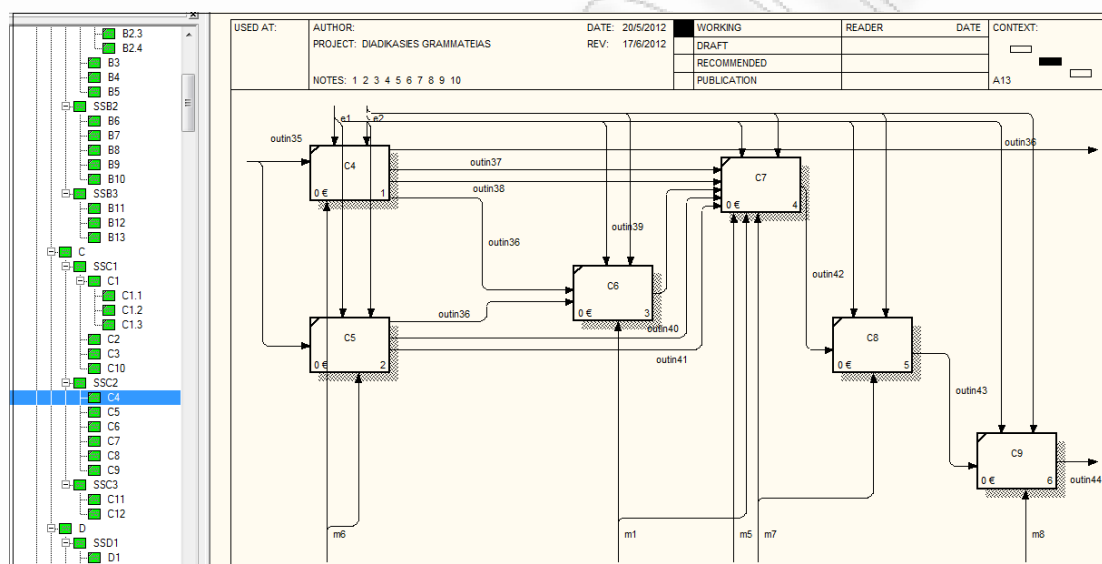 B2.3
B2.4
B3
B4
B5
SSB2
B6
B7
B8
B9
B10
SSB3
B11
B12
B13
C
SSC1
C1
C1.1
C1.2
C1.3
C2
C3
C10
SSC2
C4
C5
C6
C7
C8
C9
SSC3
C11
C12
D
SSD1
D1
USED AT: AUTHOR: DATE: 20/5/2012 WORKING READER DATE CONTEXT:
PROJECT: DIADIKASIES GRAMMATEIAS REV: 17/6/2012 DRAFT
RECOMMENDED
NOTES: 1 2 3 4 5 6 7 8 9 10 PUBLICATION A13
e1 e2
outin35 outin36
C4 outin37 C7
0 € 1 outin38 0 € 4
outin39
outin36
outin42
C6
0 € 3
outin36 outin40
C5 outin41 C8
0 € 2 0 € 5
outin43
C9
0 € 6 outin44
m6 m1 m5 m7 m8